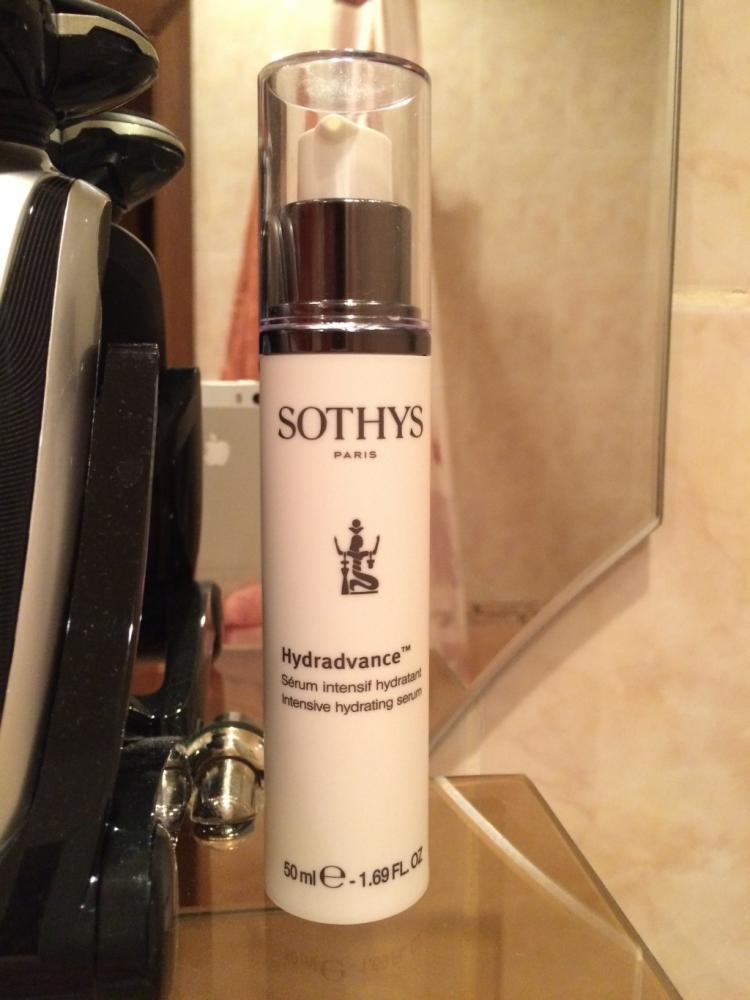 SOTHYS
PARIS
Hydradvance™
Sérum intensif hydratant
Intensive hydrating serum
50 ml ℮ - 1.69 FL. OZ